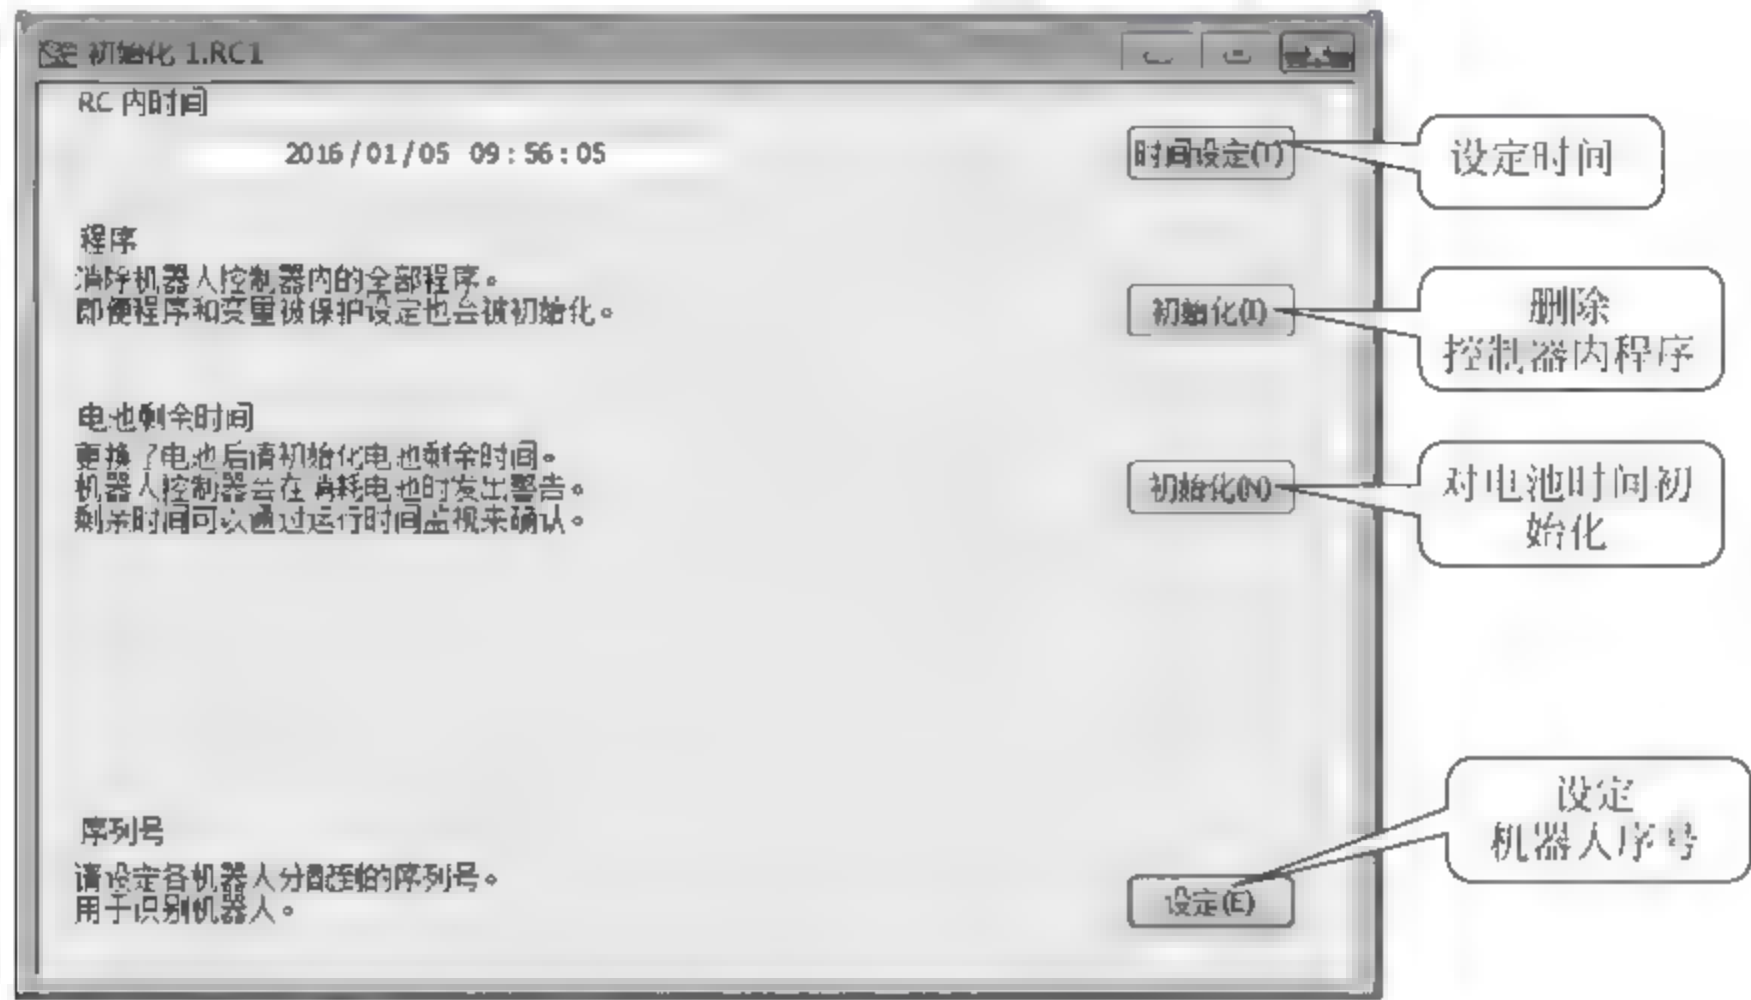 初始化 1.RC1
RC 内时间
2016/01/05 09:56:05
时间设定(T)
设定时间
程序
消除机器人控制器内的全部程序。
即便程序和变量被保护设定也会被初始化。
初始化(I)
删除
控制器内程序
电池剩余时间
更换了电池后请初始化电池剩余时间。
机器人控制器会在消耗电池时发出警告。
剩余时间可以通过运行时间监视来确认。
初始化(N)
对电池时间初
始化
序列号
请设定各机器人分配到的序列号。
用于识别机器人。
设定(E)
设定
机器人序号